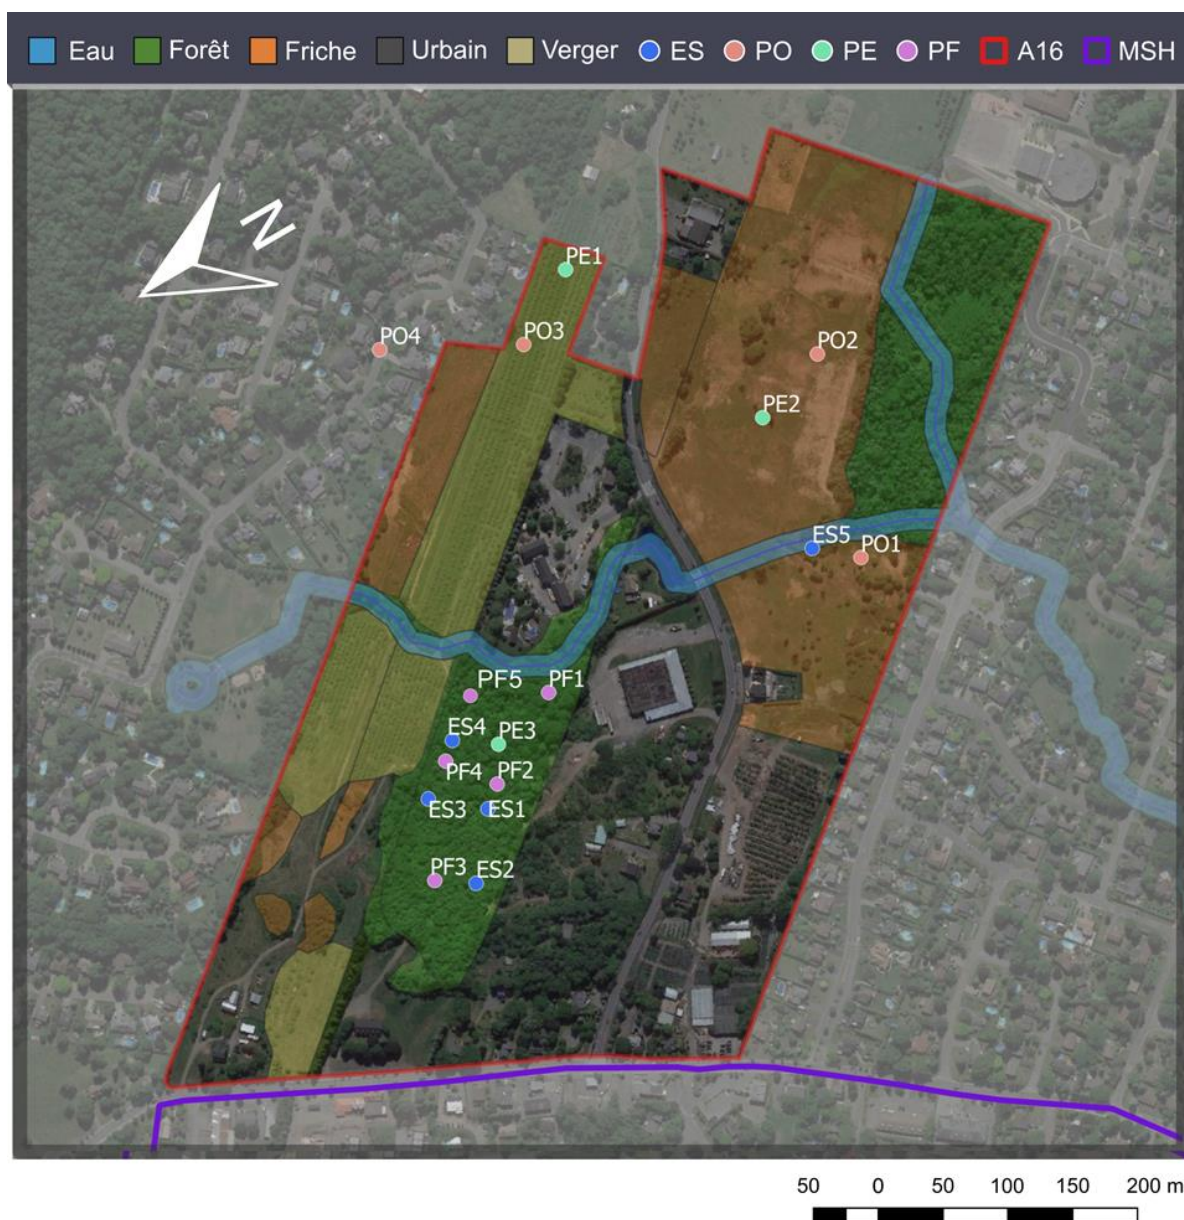 Eau Forêt Friche Urbain Verger ES PO PE PF A16 MSH
N
PE1
PO4
PO3
PO2
PE2
ES5
PO1
PF5
PF1
ES4
PE3
PF4
PF2
ES3
ES1
PF3
ES2
50 0 50 100 150 200 m